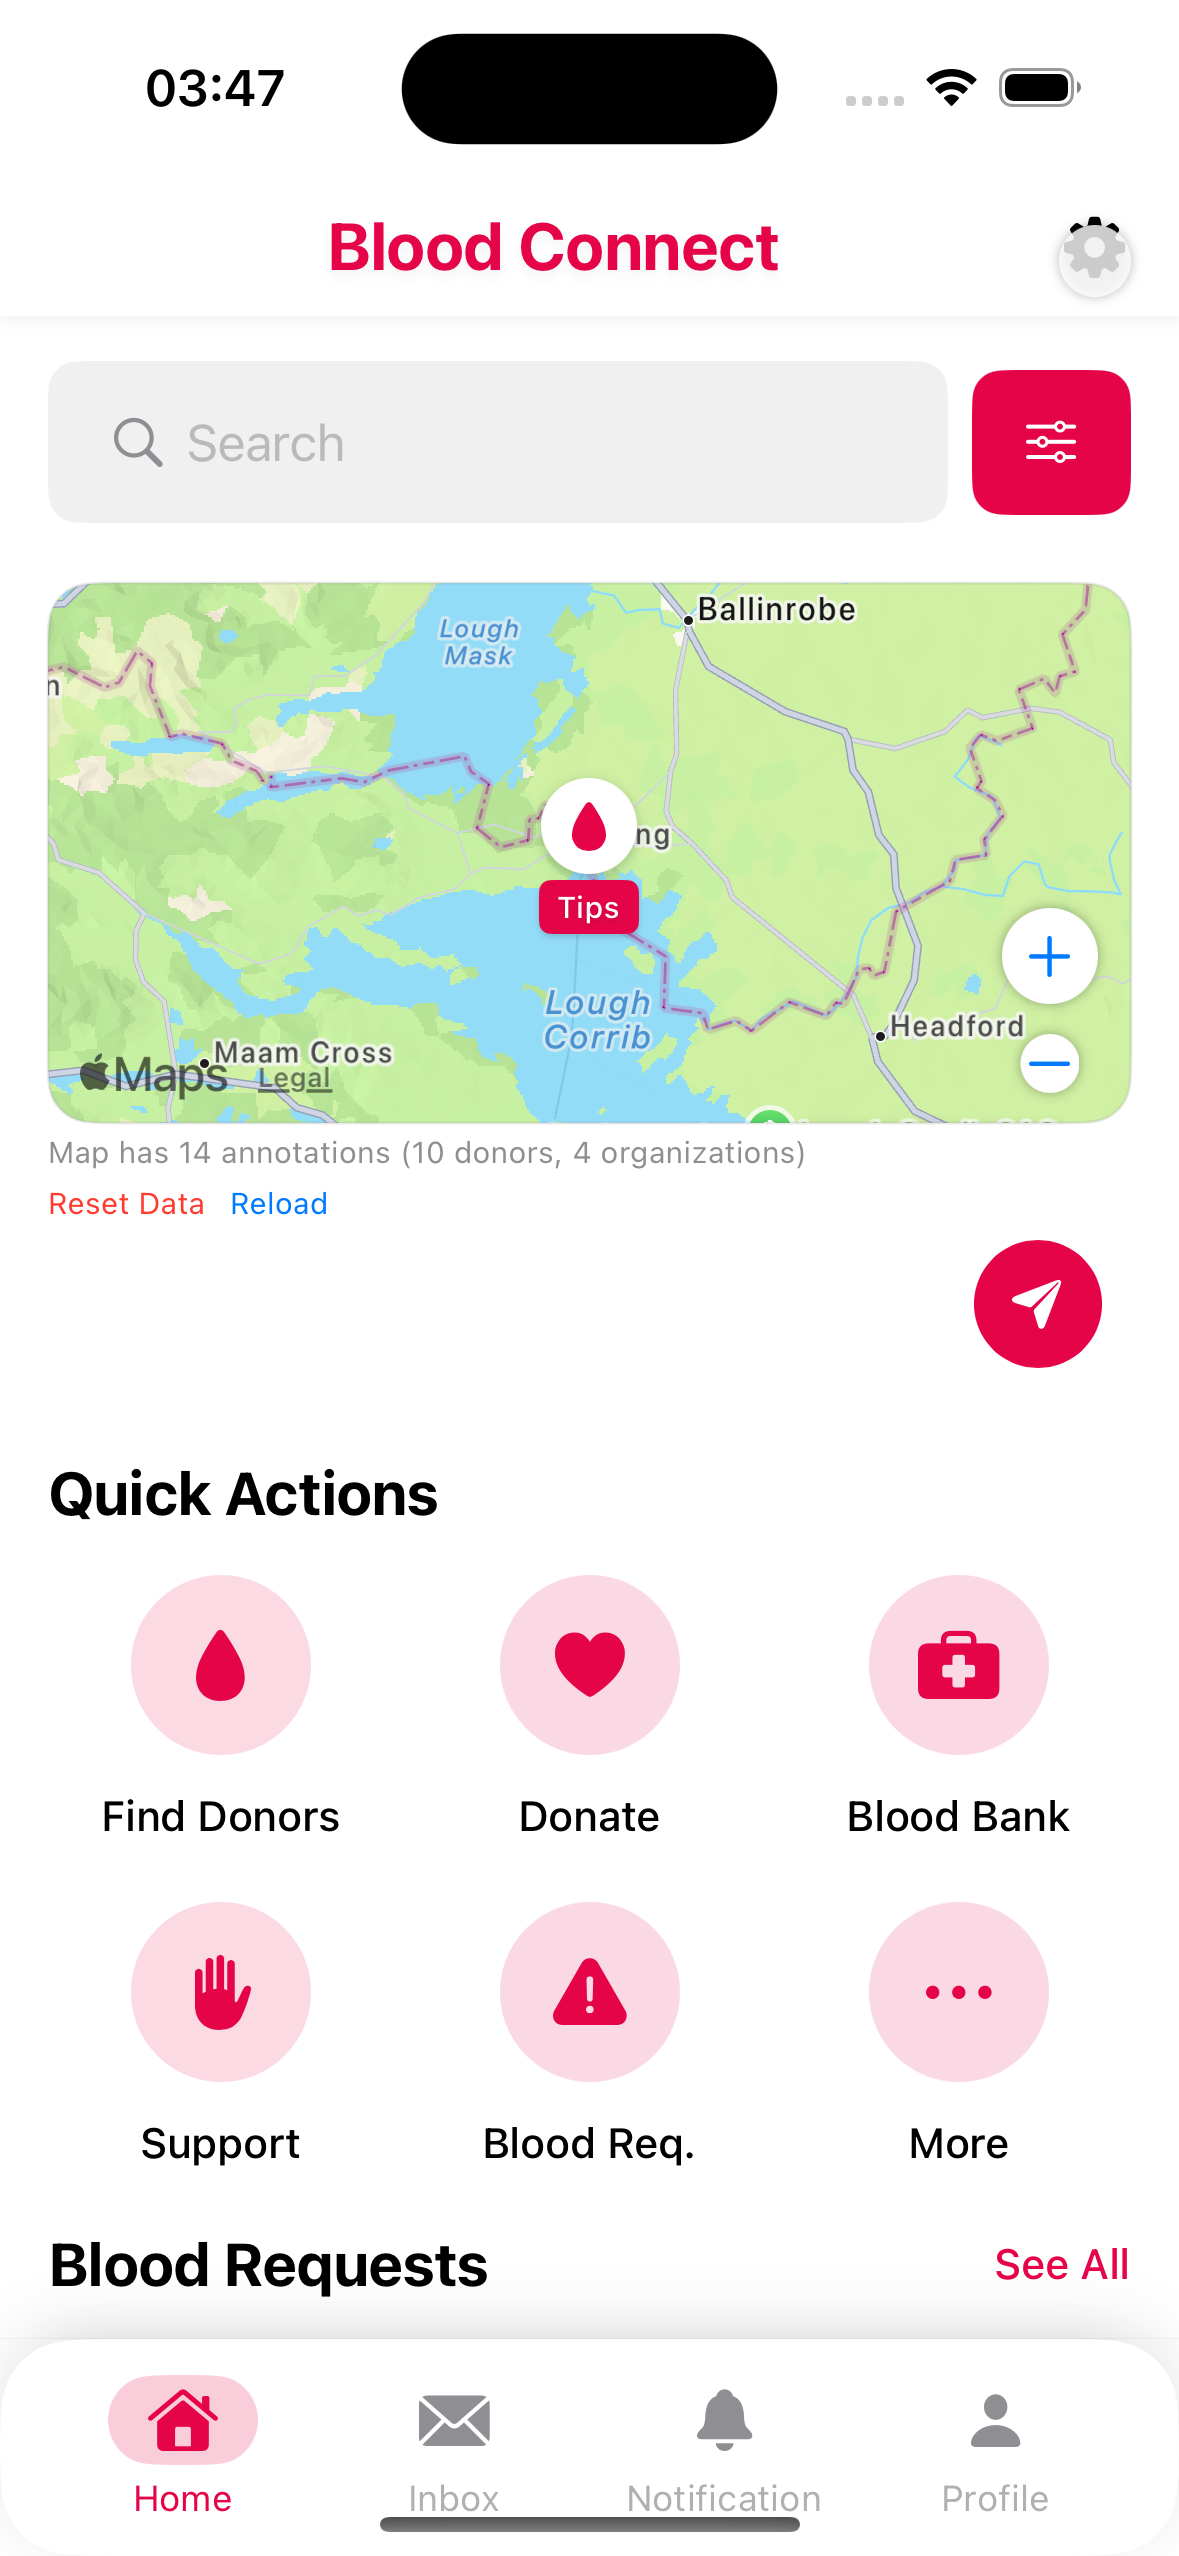 03:47
Blood Connect
Search
Lough
Mask
Ballinrobe
n
ng
Tips
Lough
Corrib
Headford
Maam Cross
Maps
Legal
Map has 14 annotations (10 donors, 4 organizations)
Reset Data Reload
Quick Actions
Find Donors Donate Blood Bank
Support Blood Req. More
Blood Requests See All
Home Inbox Notification Profile